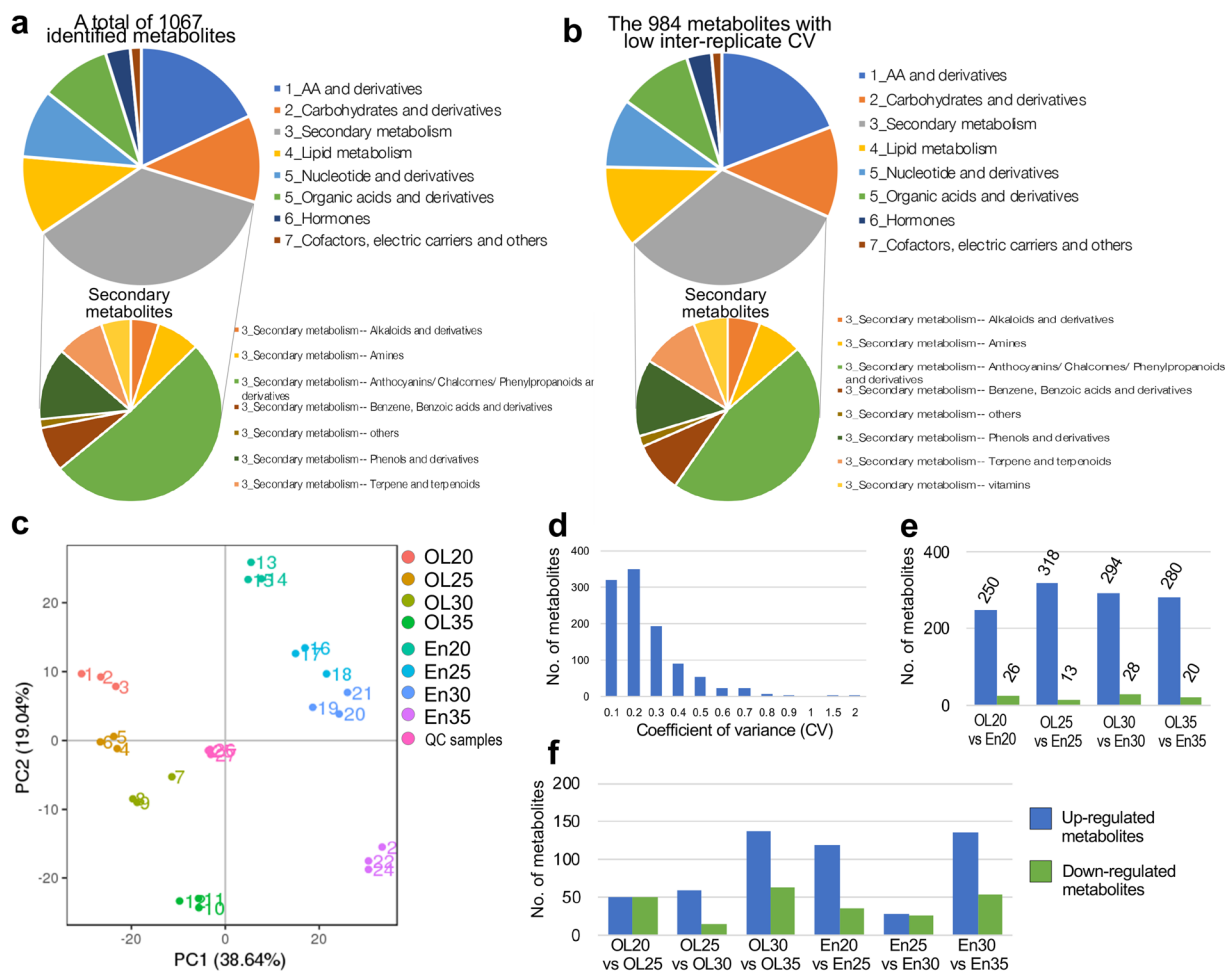 a
A total of 1067
identified metabolites
1_AA and derivatives
2_Carbohydrates and derivatives
3_Secondary metabolism
4_Lipid metabolism
5_Nucleotide and derivatives
5_Organic acids and derivatives
6_Hormones
7_Cofactors, electric carriers and others
Secondary
metabolites
3_Secondary metabolism-- Alkaloids and derivatives
3_Secondary metabolism-- Amines
3_Secondary metabolism-- Anthocyanins/ Chalcornes/ Phenylpropanoids ar
derivatives
3_Secondary metabolism-- Benzene, Benzoic acids and derivatives
3_Secondary metabolism-- others
3_Secondary metabolism-- Phenols and derivatives
3_Secondary metabolism-- Terpene and terpenoids
b
The 984 metabolites with
low inter-replicate CV
1_AA and derivatives
2_Carbohydrates and derivatives
3_Secondary metabolism
4_Lipid metabolism
5_Nucleotide and derivatives
5_Organic acids and derivatives
6_Hormones
7_Cofactors, electric carriers and others
Secondary
metabolites
3_Secondary metabolism-- Alkaloids and derivatives
3_Secondary metabolism-- Amines
3_Secondary metabolism-- Anthocyanins/ Chalcornes/ Phenylpropanoids
and derivatives
3_Secondary metabolism-- Benzene, Benzoic acids and derivatives
3_Secondary metabolism-- others
3_Secondary metabolism-- Phenols and derivatives
3_Secondary metabolism-- Terpene and terpenoids
3_Secondary metabolism-- vitamins
c
PC2 (19.04%)
20
10
0
-10
-20
-20
0
20
PC1 (38.64%)
1
2
3
5
6
4
7
9
12
11
10
13
15
14
16
17
18
21
19
20
22
24
2
OL20
OL25
OL30
OL35
En20
En25
En30
En35
QC samples
d
No. of metabolites
400
300
200
100
0
0.1 0.2 0.3 0.4 0.5 0.6 0.7 0.8 0.9 1 1.5 2
Coefficient of variance (CV)
e
No. of metabolites
400
200
0
250 26 318 13 294 28 280 20
OL20 OL25 OL30 OL35
vs En20 vs En25 vs En30 vs En35
f
No. of metabolites
200
150
100
50
0
OL20 OL25 OL30 En20 En25 En30
vs OL25 vs OL30 vs OL35 vs En25 vs En30 vs En35
Up-regulated
metabolites
Down-regulated
metabolites